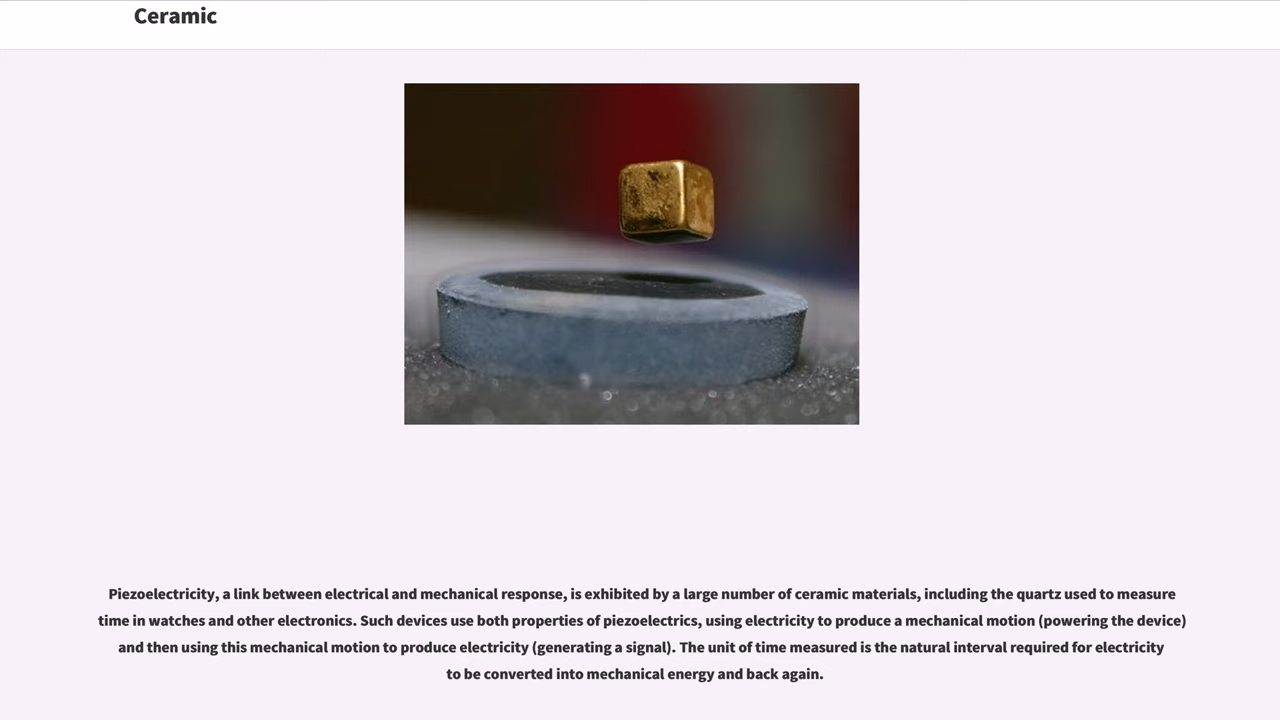 Ceramic
Piezoelectricity, a link between electrical and mechanical response, is exhibited by a large number of ceramic materials, including the quartz used to measure
time in watches and other electronics. Such devices use both properties of piezoelectrics, using electricity to produce a mechanical motion (powering the device)
and then using this mechanical motion to produce electricity (generating a signal). The unit of time measured is the natural interval required for electricity
to be converted into mechanical energy and back again.